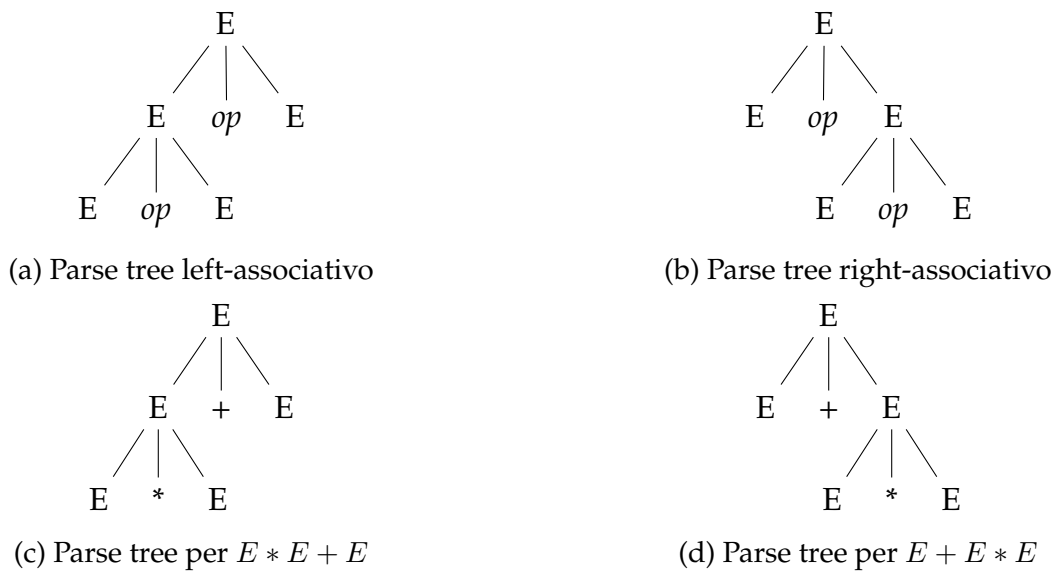 E
E op E
E op E
(a) Parse tree left-associativo
E
E op E
E op E
(b) Parse tree right-associativo
E
E + E
E * E
(c) Parse tree per E ∗ E + E
E
E + E
E * E
(d) Parse tree per E + E ∗ E